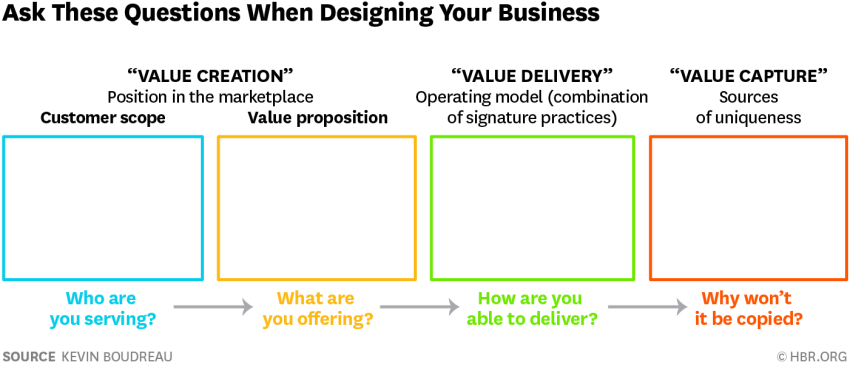 Ask These Questions When Designing Your Business
“VALUE CREATION”
Position in the marketplace
Customer scope
Value proposition
“VALUE DELIVERY”
Operating model (combination
of signature practices)
“VALUE CAPTURE”
Sources
of uniqueness
Who are
you serving?
What are
you offering?
How are you
able to deliver?
Why won’t
it be copied?
SOURCE KEVIN BOUDREAU
© HBR.ORG